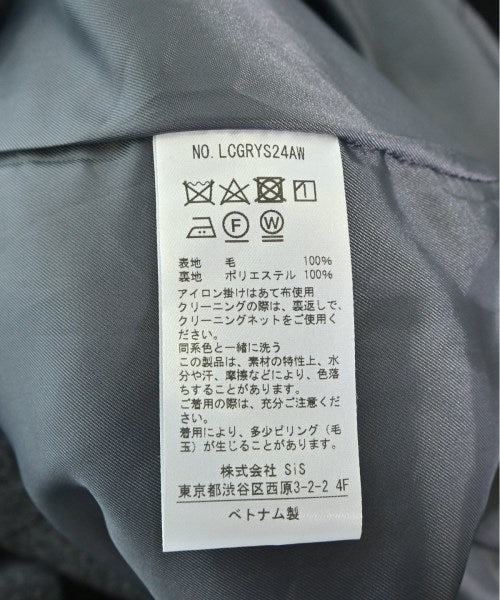 NO. LCGRYS24AW
F W
表地 毛 100%
裏地 ポリエステル 100%
アイロン掛けはあて布使用
クリーニングの際は、裏返しで、
クリーニングネットをご使用く
ださい。
同系色と一緒に洗う
この製品は、素材の特性上、水
分や汗、摩擦などにより、色落
ちすることがあります。
ご着用の際は、充分ご注意くだ
さい。
着用により、多少ピリング（毛
玉）が生じることがあります。
株式会社 SiS
東京都渋谷区西原3-2-2 4F
ベトナム製